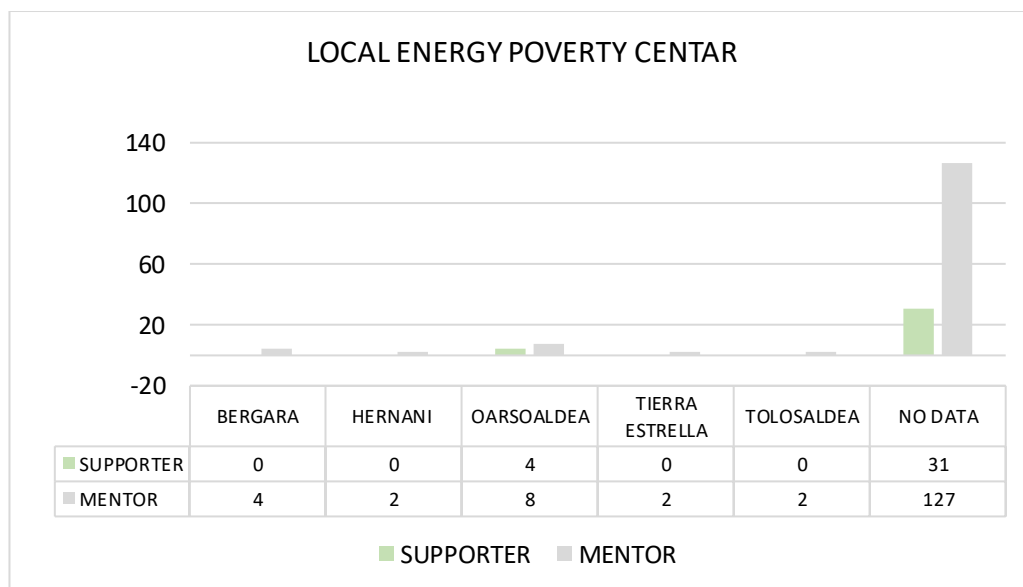 LOCAL ENERGY POVERTY CENTAR
140
100
60
20
-20
BERGARA HERNANI OARSOALDEA TIERRA ESTRELLA TOLOSALDEA NO DATA
SUPPORTER 0 0 4 0 0 31
MENTOR 4 2 8 2 2 127
SUPPORTER MENTOR